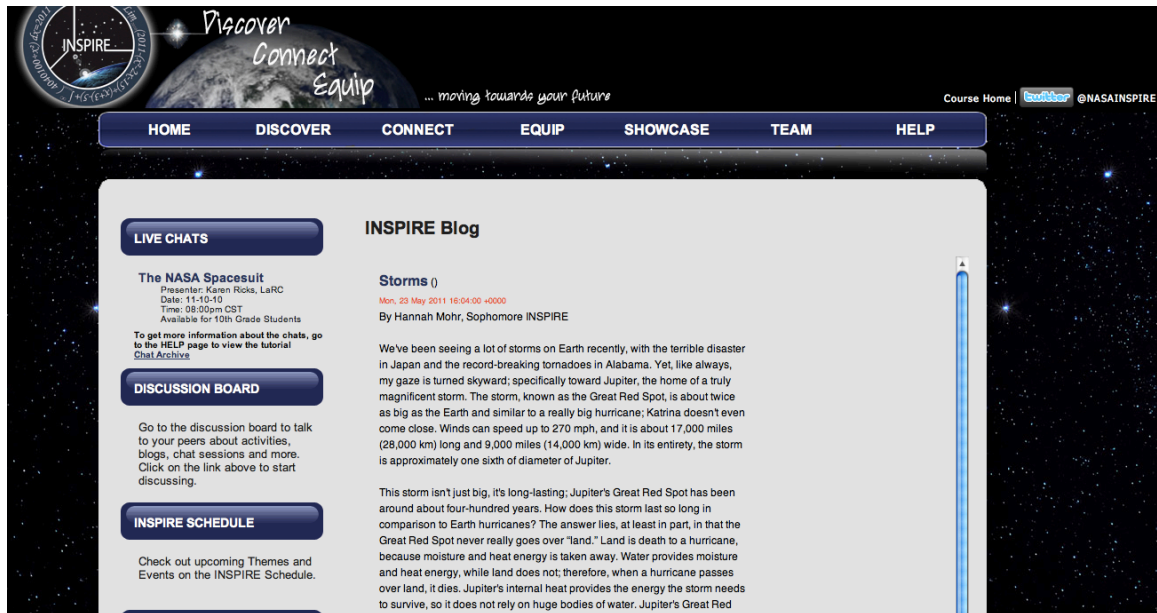 INSPIRE
Discover
Connect
Equip
... moving towards your future
Course Home | twitter @NASAINSPIRE
HOME DISCOVER CONNECT EQUIP SHOWCASE TEAM HELP
LIVE CHATS
The NASA Spacesuit
Presenter: Karen Ricks, LaRC
Date: 11-10-10
Time: 08:00pm CST
Available for 10th Grade Students
To get more information about the chats, go
to the HELP page to view the tutorial
Chat Archive
DISCUSSION BOARD
Go to the discussion board to talk
to your peers about activities,
blogs, chat sessions and more.
Click on the link above to start
discussing.
INSPIRE SCHEDULE
Check out upcoming Themes and
Events on the INSPIRE Schedule.
INSPIRE Blog
Storms ()
Mon, 23 May 2011 16:04:00 +0000
By Hannah Mohr, Sophomore INSPIRE
We've been seeing a lot of storms on Earth recently, with the terrible disaster
in Japan and the record-breaking tornadoes in Alabama. Yet, like always,
my gaze is turned skyward; specifically toward Jupiter, the home of a truly
magnificent storm. The storm, known as the Great Red Spot, is about twice
as big as the Earth and similar to a really big hurricane; Katrina doesn't even
come close. Winds can speed up to 270 mph, and it is about 17,000 miles
(28,000 km) long and 9,000 miles (14,000 km) wide. In its entirety, the storm
is approximately one sixth of diameter of Jupiter.
This storm isn't just big, it's long-lasting; Jupiter's Great Red Spot has been
around about four-hundred years. How does this storm last so long in
comparison to Earth hurricanes? The answer lies, at least in part, in that the
Great Red Spot never really goes over “land.” Land is death to a hurricane,
because moisture and heat energy is taken away. Water provides moisture
and heat energy, while land does not; therefore, when a hurricane passes
over land, it dies. Jupiter's internal heat provides the energy the storm needs
to survive, so it does not rely on huge bodies of water. Jupiter's Great Red